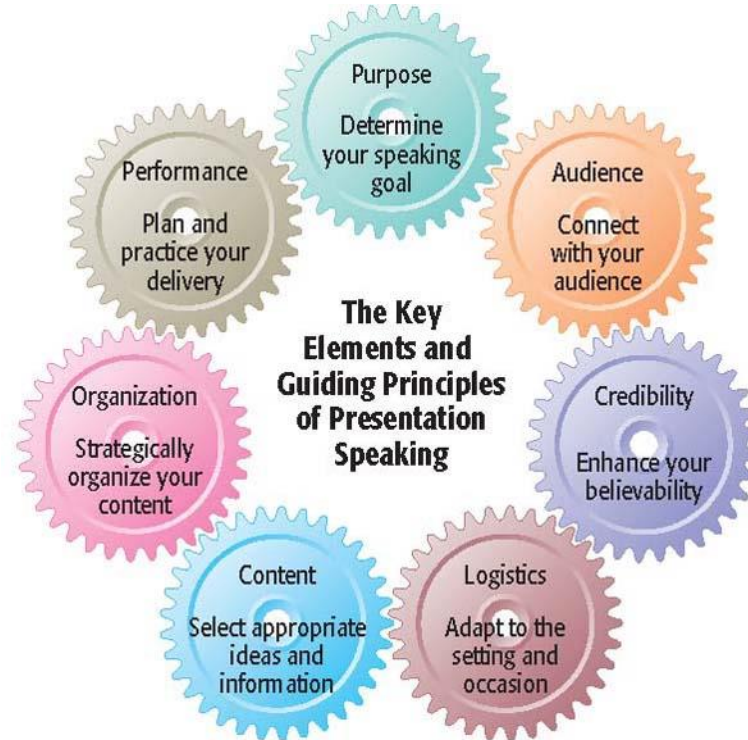 Purpose
Determine
your speaking
goal
Audience
Connect
with your
audience
Credibility
Enhance your
believability
Logistics
Adapt to the
setting and
occasion
Content
Select appropriate
ideas and
information
Organization
Strategically
organize your
content
Performance
Plan and
practice your
delivery
The Key
Elements and
Guiding Principles
of Presentation
Speaking